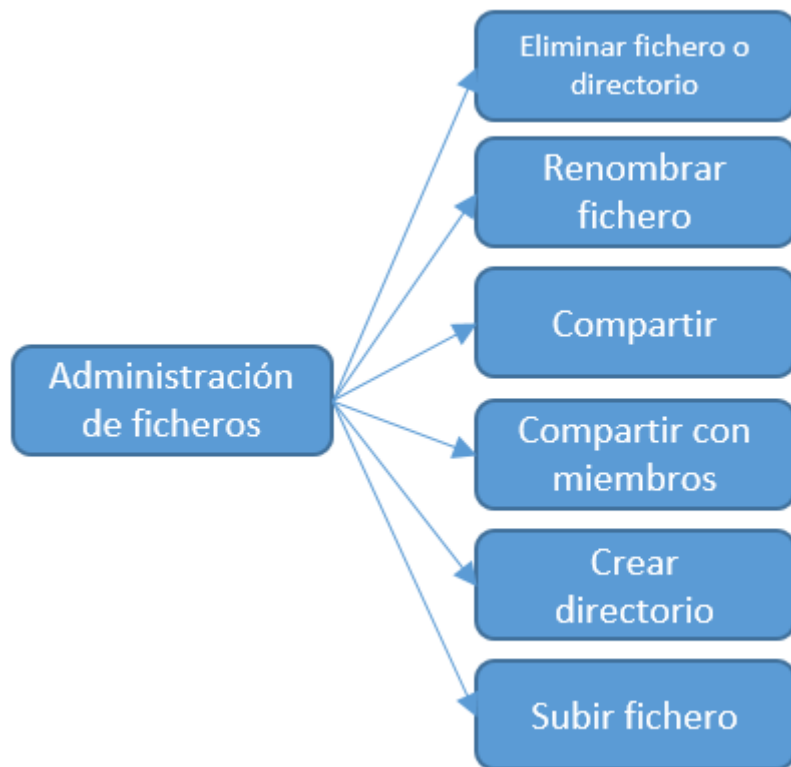 Eliminar fichero o
directorio
Renombrar
fichero
Compartir
Administración
de ficheros
Compartir con
miembros
Crear
directorio
Subir fichero